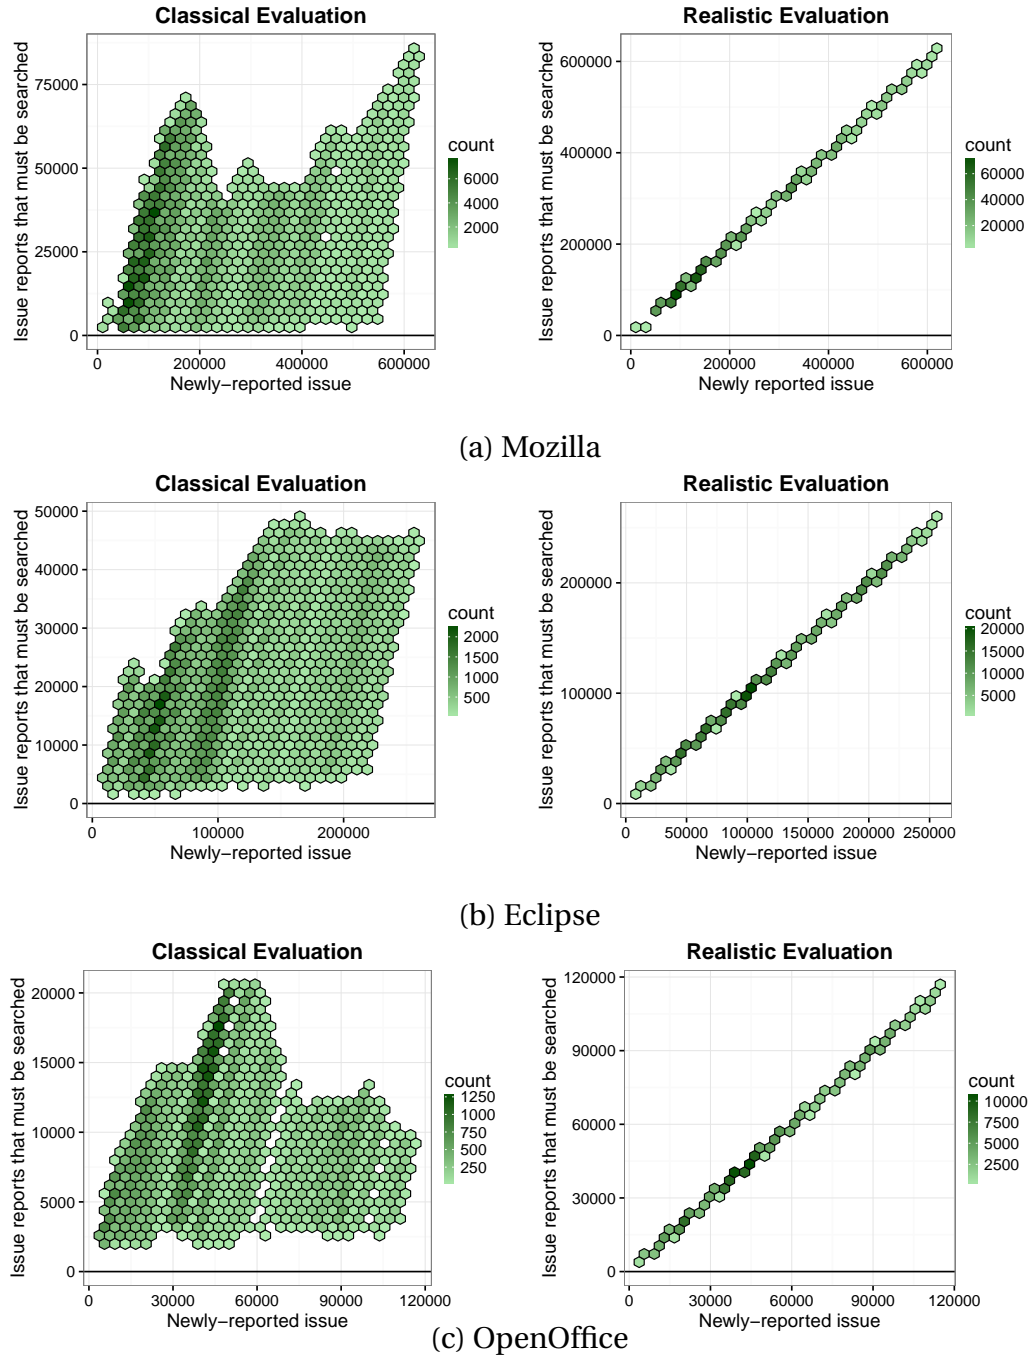 Classical Evaluation
Issue reports that must be searched
75000
50000
25000
0
0 200000 400000 600000
Newly−reported issue
count
6000
4000
2000
Realistic Evaluation
Issue reports that must be searched
600000
400000
200000
0
0 200000 400000 600000
Newly reported issue
count
60000
40000
20000
(a) Mozilla
Classical Evaluation
Issue reports that must be searched
50000
40000
30000
20000
10000
0
0 100000 200000
Newly−reported issue
count
2000
1500
1000
500
Realistic Evaluation
Issue reports that must be searched
200000
100000
0
0 50000 100000 150000 200000 250000
Newly−reported issue
count
20000
15000
10000
5000
(b) Eclipse
Classical Evaluation
Issue reports that must be searched
20000
15000
10000
5000
0
0 30000 60000 90000 120000
Newly−reported issue
count
1250
1000
750
500
250
Realistic Evaluation
Issue reports that must be searched
120000
90000
60000
30000
0
0 30000 60000 90000 120000
Newly−reported issue
count
10000
7500
5000
2500
(c) OpenOffice